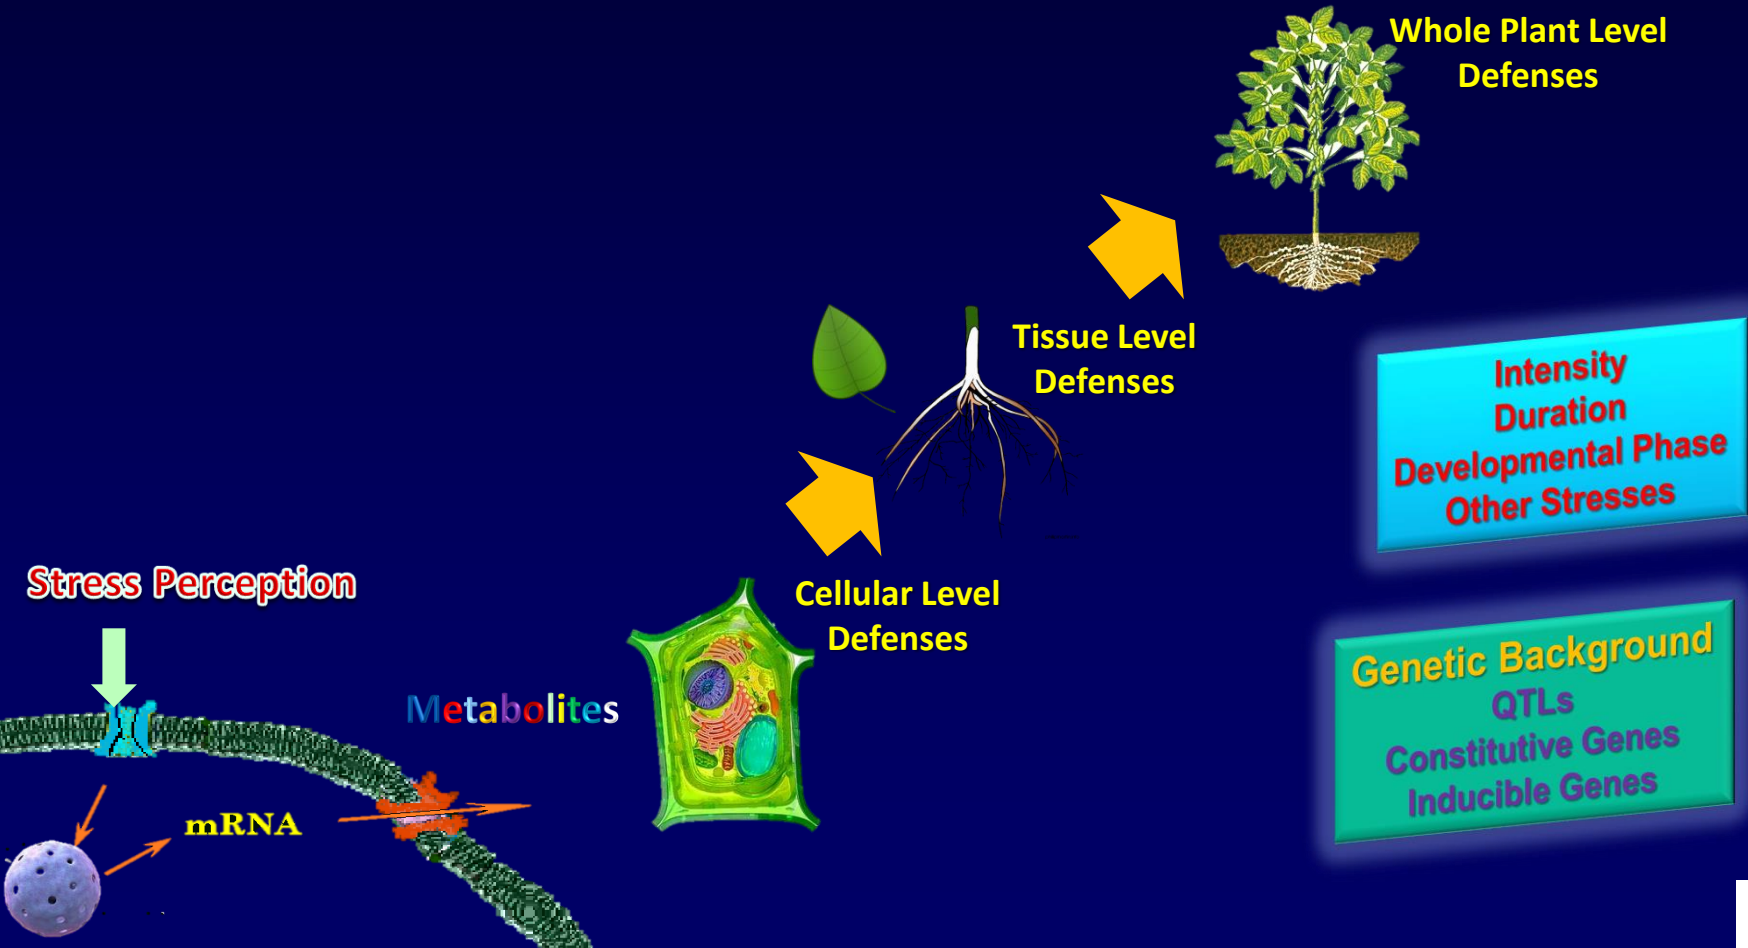 Whole Plant Level
Defenses
Tissue Level
Defenses
Intensity
Duration
Developmental Phase
Other Stresses
Stress Perception
Cellular Level
Defenses
Metabolites
mRNA
Genetic Background
QTLs
Constitutive Genes
Inducible Genes